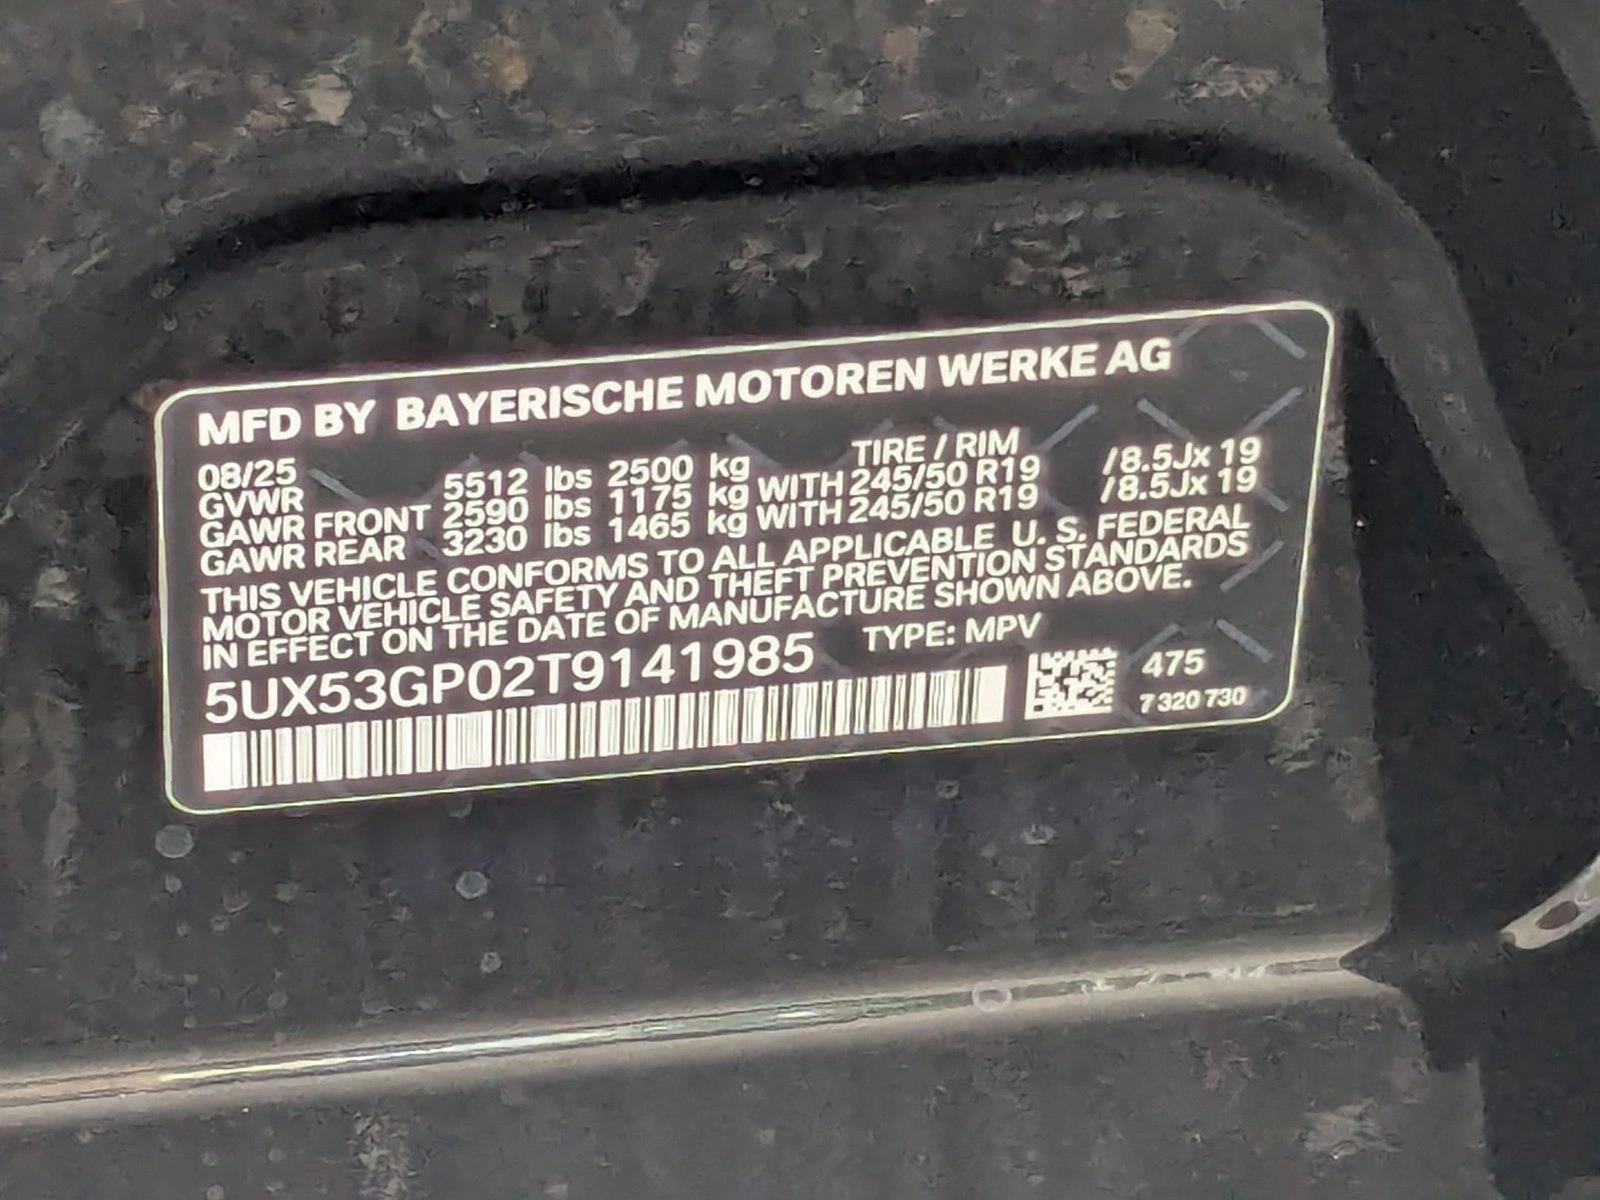 MFD BY BAYERISCHE MOTOREN WERKE AG
08/25 TIRE / RIM
GVWR 5512 lbs 2500 kg
GAWR FRONT 2590 lbs 1175 kg WITH 245/50 R19 /8.5Jx 19
GAWR REAR 3230 lbs 1465 kg WITH 245/50 R19 /8.5Jx 19
THIS VEHICLE CONFORMS TO ALL APPLICABLE U. S. FEDERAL
MOTOR VEHICLE SAFETY AND THEFT PREVENTION STANDARDS
IN EFFECT ON THE DATE OF MANUFACTURE SHOWN ABOVE.
5UX53GP02T9141985 TYPE: MPV
475
7 320 730